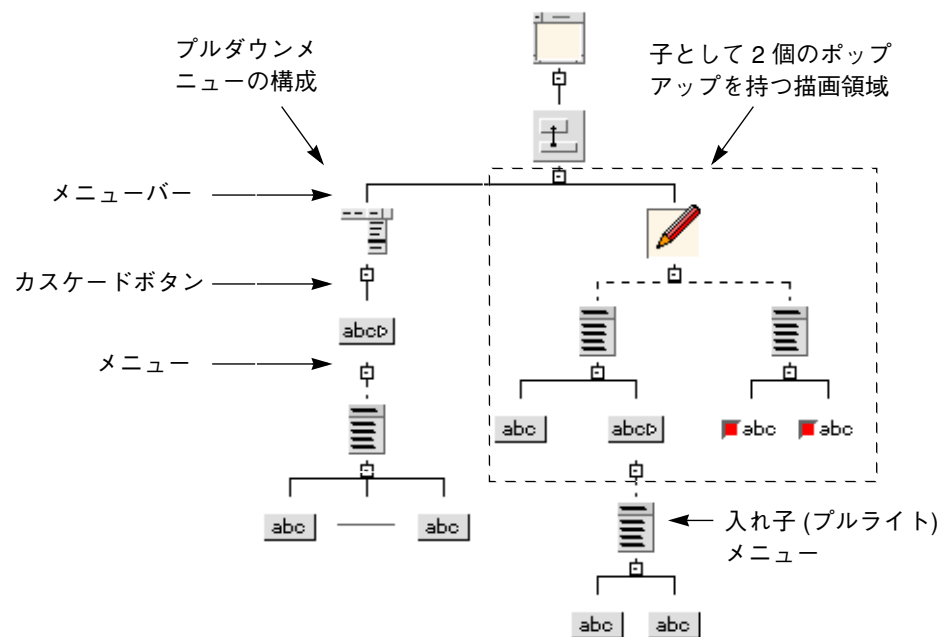 プルダウンメ
ニューの構成
子として 2 個のポップ
アップを持つ描画領域
メニューバー
カスケードボタン
abc
メニュー
abc
abc
abc
abc
abc
abc
入れ子 (プルライト)
メニュー
abc
abc